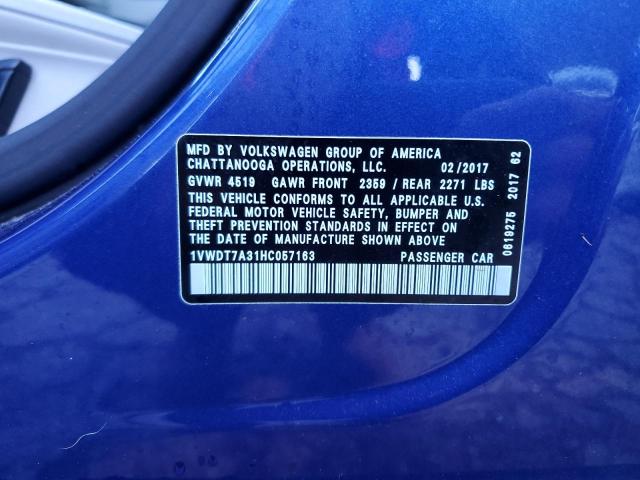 MFD BY VOLKSWAGEN GROUP OF AMERICA
CHATTANOOGA OPERATIONS, LLC. 02/2017
GVWR 4519 GAWR FRONT 2359 / REAR 2271 LBS
THIS VEHICLE CONFORMS TO ALL APPLICABLE U.S.
FEDERAL MOTOR VEHICLE SAFETY, BUMPER AND
THEFT PREVENTION STANDARDS IN EFFECT ON
THE DATE OF MANUFACTURE SHOWN ABOVE
1VWDT7A31HC057163 PASSENGER CAR
0619275 2017 62